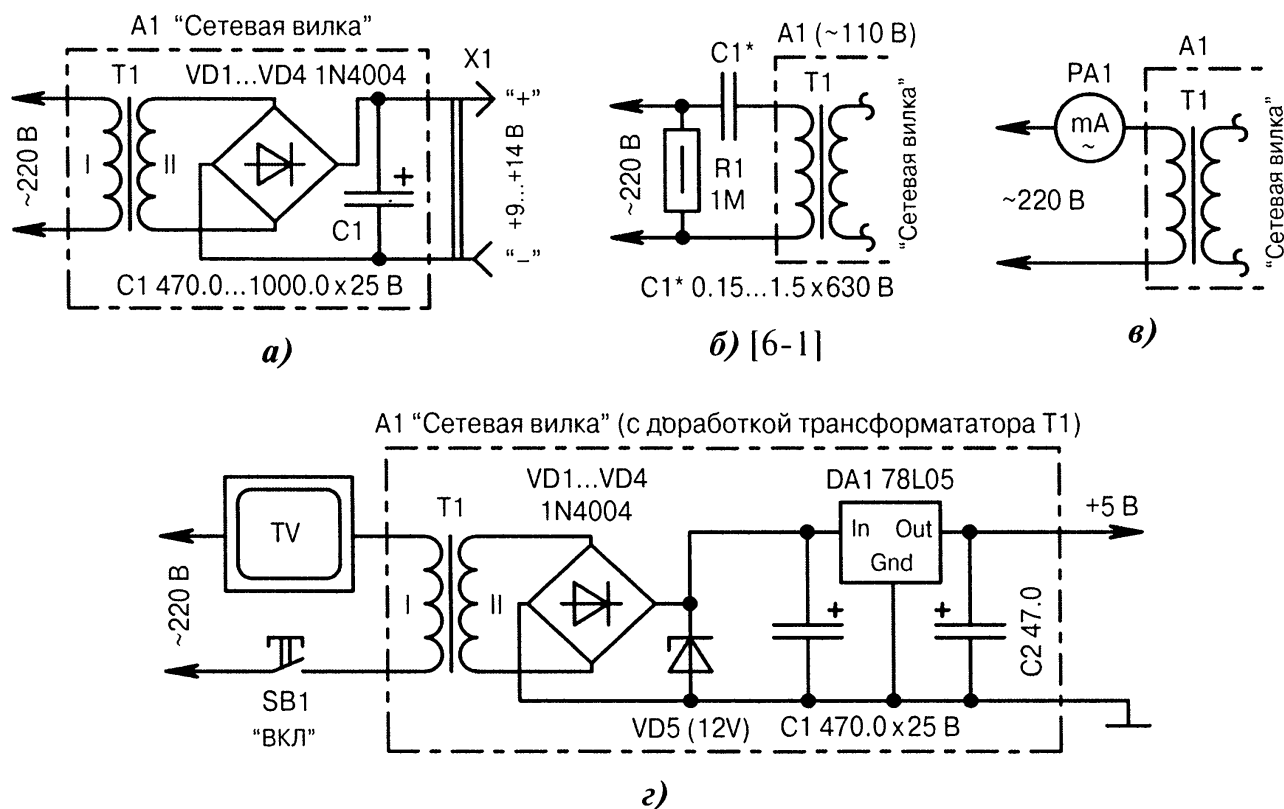 A1 “Сетевая вилка”
T1
VD1...VD4 1N4004
X1
~220 В
I
II
+
C1
“+”
+9...+14 В
“–”
C1 470.0...1000.0 x 25 В
а)
A1 (~110 В)
C1*
T1
~220 В
R1
1М
“Сетевая вилка”
C1* 0.15...1.5 x 630 В
б) [6-1]
A1
PA1
T1
mA
~
~220 В
“Сетевая вилка”
в)
A1 “Сетевая вилка” (с доработкой трансформататора T1)
VD1...VD4
1N4004
DA1 78L05
T1
TV
In Out
Gnd
+5 В
~220 В
I
II
+
+
C2 47.0
SB1
“ВКЛ”
VD5 (12V)
C1 470.0 x 25 В
г)